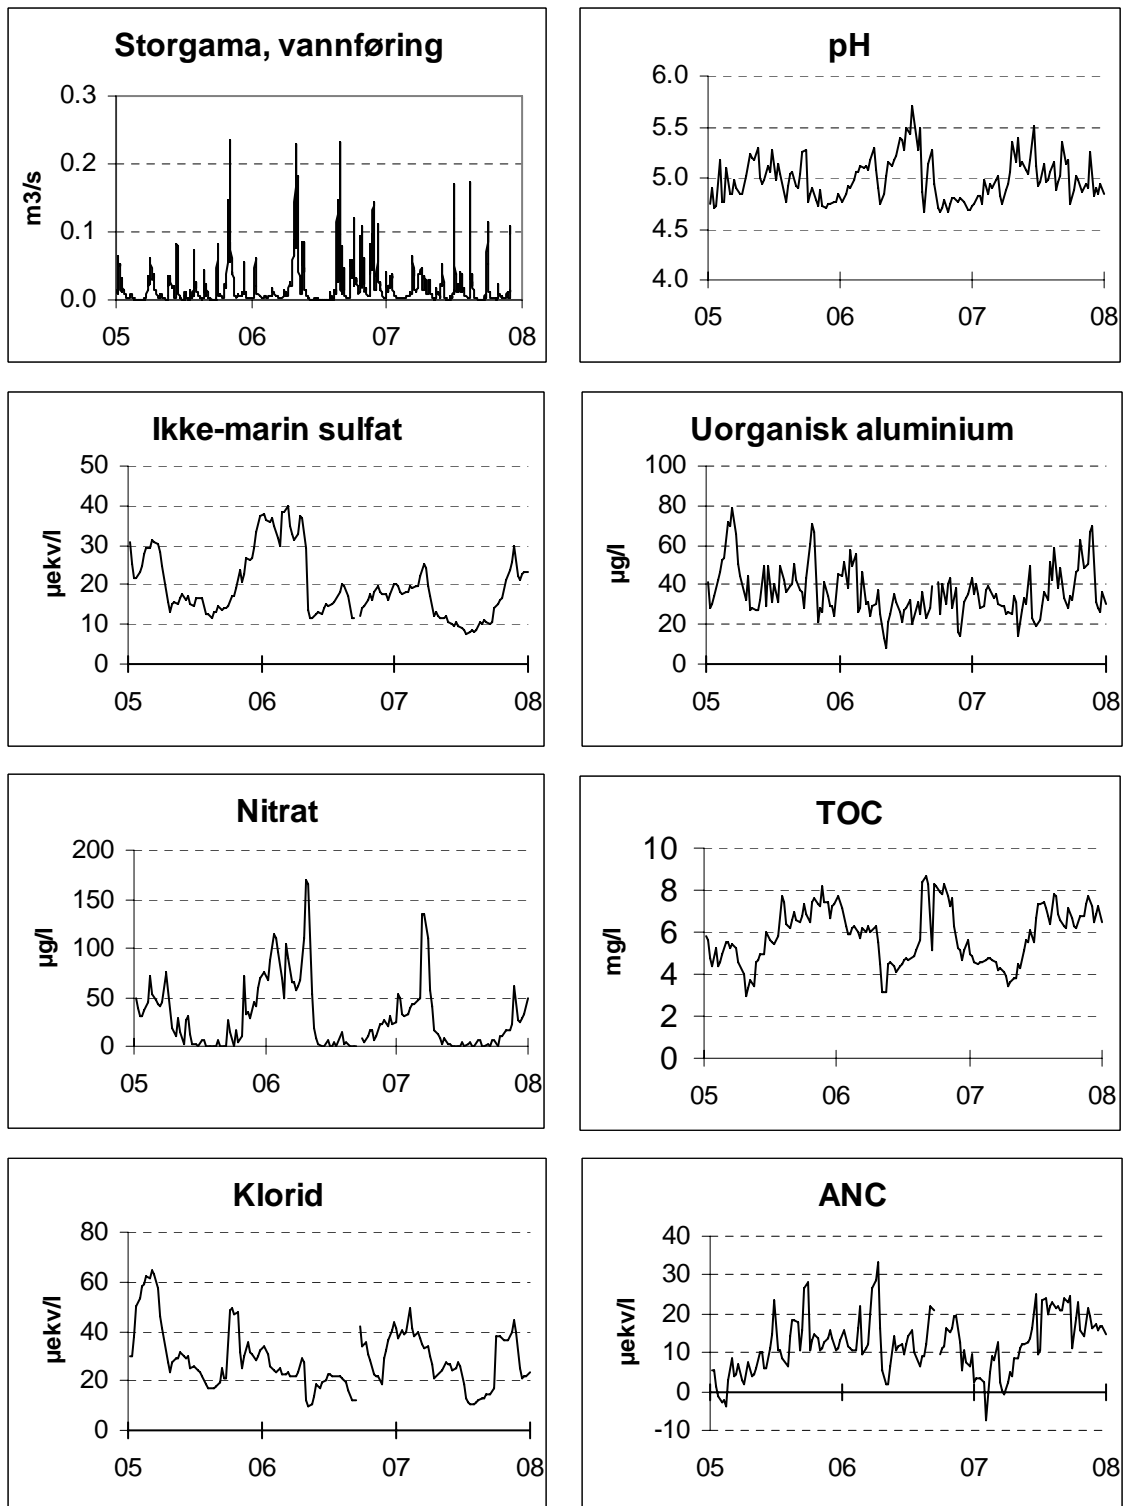 Storgama, vannføring
m3/s
0.3
0.2
0.1
0.0
05 06 07 08
pH
6.0
5.5
5.0
4.5
4.0
05 06 07 08
Ikke-marin sulfat
µekv/l
50
40
30
20
10
0
05 06 07 08
Uorganisk aluminium
µg/l
100
80
60
40
20
0
05 06 07 08
Nitrat
µg/l
200
150
100
50
0
05 06 07 08
TOC
mg/l
10
8
6
4
2
0
05 06 07 08
Klorid
µekv/l
80
60
40
20
0
05 06 07 08
ANC
µekv/l
40
30
20
10
0
-10
05 06 07 08